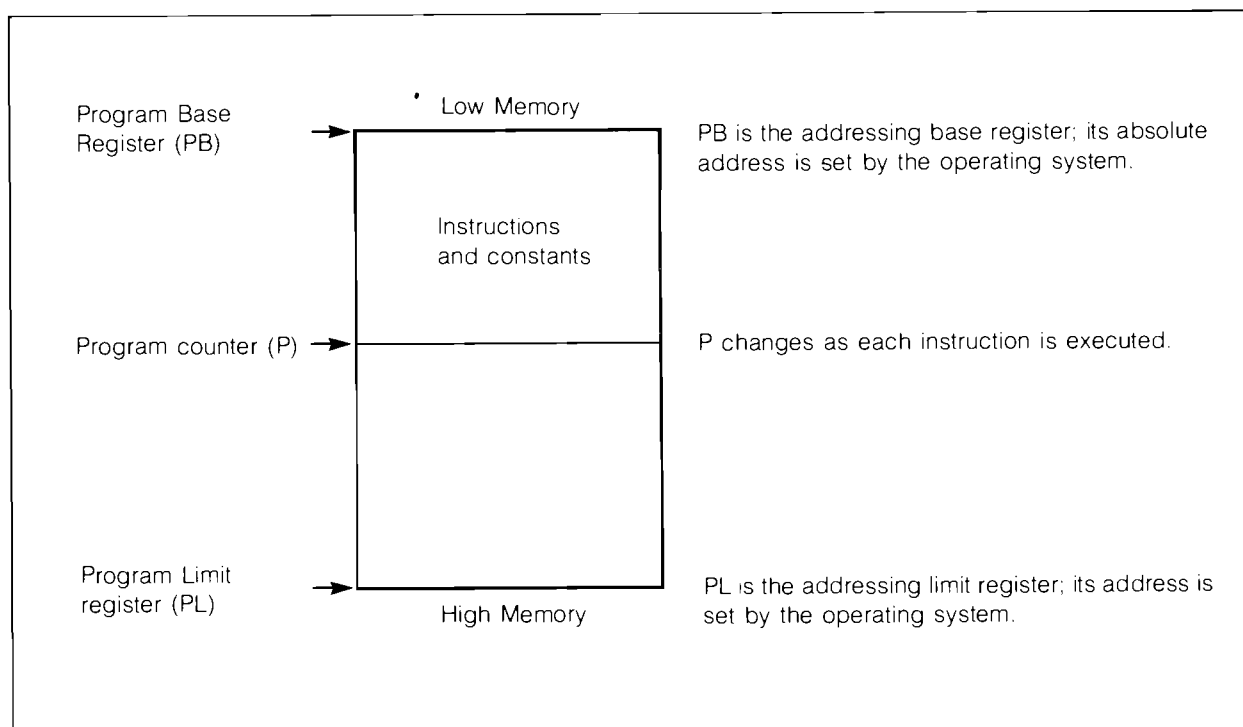 Low Memory
Program Base
Register (PB)
PB is the addressing base register; its absolute
address is set by the operating system.
Instructions
and constants
Program counter (P)
P changes as each instruction is executed.
Program Limit
register (PL)
PL is the addressing limit register; its address is
set by the operating system.
High Memory